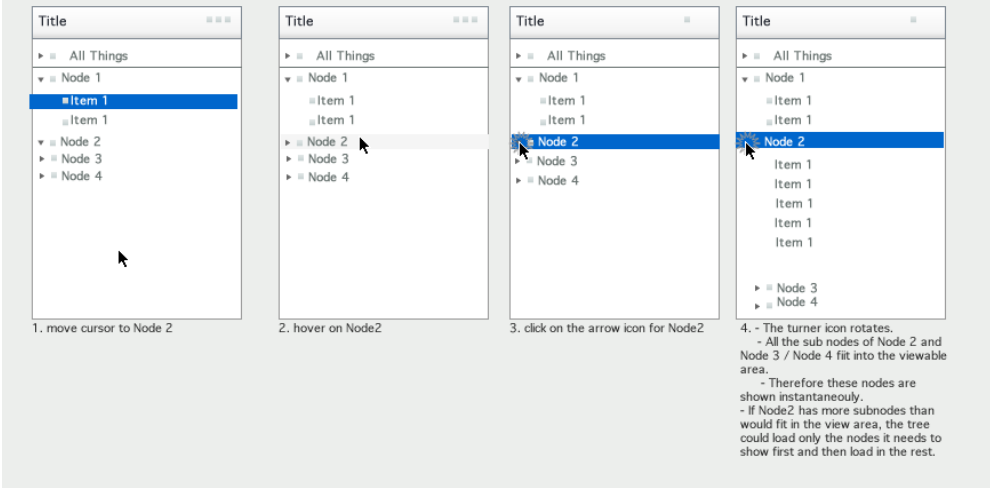 Title
All Things
Node 1
Item 1
Item 1
Node 2
Node 3
Node 4
1. move cursor to Node 2
Title
All Things
Node 1
Item 1
Item 1
Node 2
Node 3
Node 4
2. hover on Node2
Title
All Things
Node 1
Item 1
Item 1
Node 2
Node 3
Node 4
3. click on the arrow icon for Node2
Title
All Things
Node 1
Item 1
Item 1
Node 2
Item 1
Item 1
Item 1
Item 1
Item 1
Node 3
Node 4
4. - The turner icon rotates.
- All the sub nodes of Node 2 and
Node 3 / Node 4 fiit into the viewable
area.
- Therefore these nodes are
shown instantaneouly.
- If Node2 has more subnodes than
would fit in the view area, the tree
could load only the nodes it needs to
show first and then load in the rest.